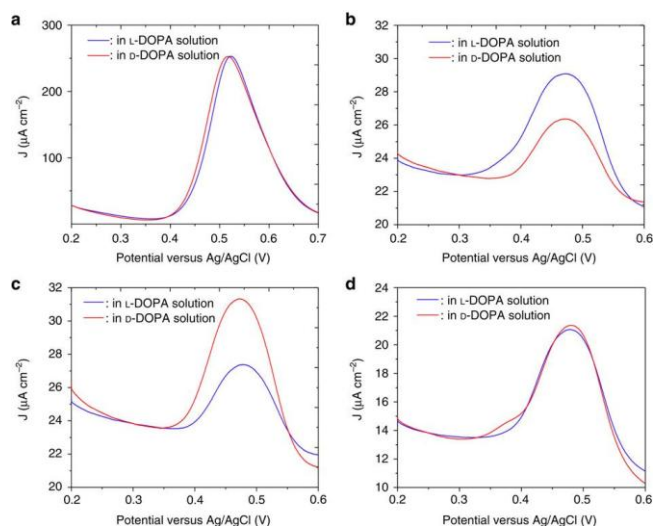 a
300
200
100
: in L-DOPA solution
: in D-DOPA solution
J (μA cm⁻²)
0.2 0.3 0.4 0.5 0.6 0.7
Potential versus Ag/AgCl (V)
b
32
30
28
26
24
22
20
: in L-DOPA solution
: in D-DOPA solution
J (μA cm⁻²)
0.2 0.3 0.4 0.5 0.6
Potential versus Ag/AgCl (V)
c
32
30
28
26
24
22
20
: in L-DOPA solution
: in D-DOPA solution
J (μA cm⁻²)
0.2 0.3 0.4 0.5 0.6
Potential versus Ag/AgCl (V)
d
24
22
20
18
16
14
12
10
: in L-DOPA solution
: in D-DOPA solution
J (μA cm⁻²)
0.2 0.3 0.4 0.5 0.6
Potential versus Ag/AgCl (V)